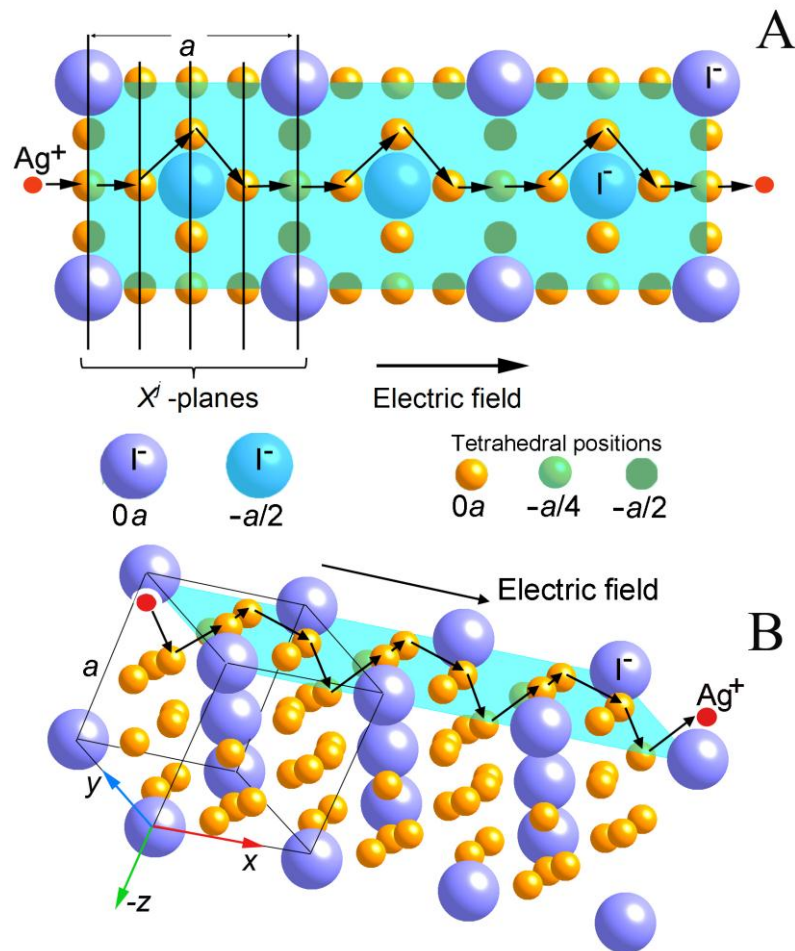 A
a
I⁻
Ag⁺
I⁻
Xʲ -planes
Electric field
I⁻
I⁻
Tetrahedral positions
0a
-a/2
0a
-a/4
-a/2
Electric field
B
a
I⁻
Ag⁺
y
x
-z